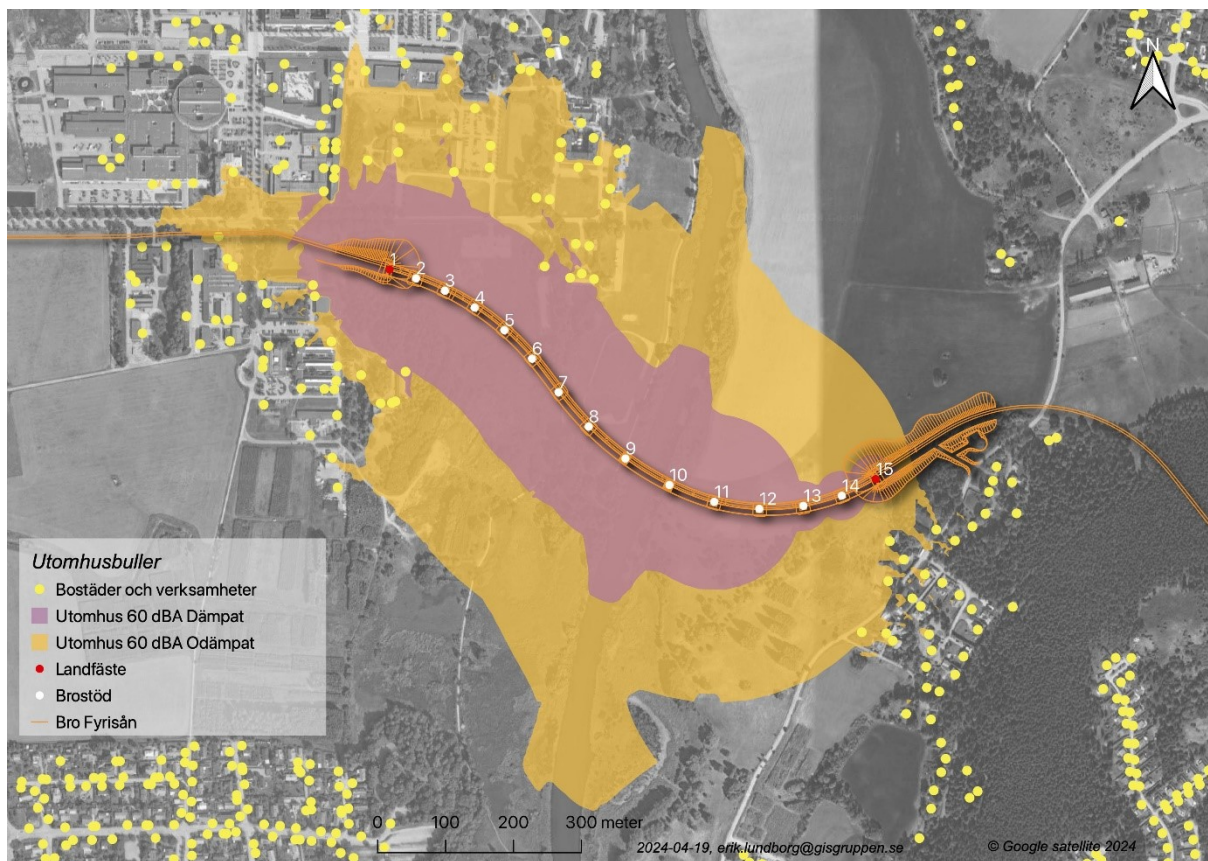 N
1
2
3
4
5
6
7
8
9
10
11
12
13
14
15
Utomhusbuller
Bostäder och verksamheter
Utomhus 60 dBA Dämpat
Utomhus 60 dBA Odämpat
Landfäste
Brostöd
Bro Fyrisån
0 100 200 300 meter
2024-04-19, erik.lundborg@gisgruppen.se
© Google satellite 2024